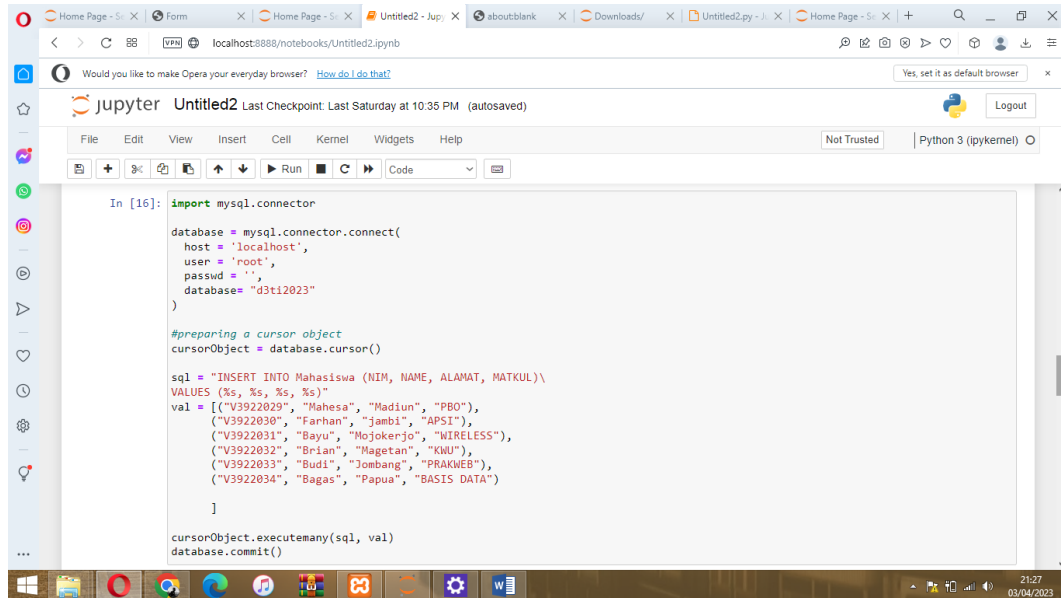 Home Page - Se
Form
Home Page - Se
Untitled2 - Jupy
about:blank
Downloads/
Untitled2.py - Ju
Home Page - Se
VPN
localhost:8888/notebooks/Untitled2.ipynb
Would you like to make Opera your everyday browser? How do I do that?
Yes, set it as default browser
jupyter Untitled2 Last Checkpoint: Last Saturday at 10:35 PM (autosaved)
Logout
File Edit View Insert Cell Kernel Widgets Help
Not Trusted
Python 3 (ipykernel)
Run
Code
In [16]: import mysql.connector
database = mysql.connector.connect(
host = 'localhost',
user = 'root',
passwd = '',
database= "d3ti2023"
)
#preparing a cursor object
cursorObject = database.cursor()
sql = "INSERT INTO Mahasiswa (NIM, NAME, ALAMAT, MATKUL)\
VALUES (%s, %s, %s, %s)"
val = [("V3922029", "Mahesa", "Madiun", "PBO"),
("V3922030", "Farhan", "jambi", "APSI"),
("V3922031", "Bayu", "Mojokerjo", "WIRELESS"),
("V3922032", "Brian", "Magetan", "KWU"),
("V3922033", "Budi", "Jombang", "PRAKWEB"),
("V3922034", "Bagas", "Papua", "BASIS DATA")
]
cursorObject.executemany(sql, val)
database.commit()
21:27
03/04/2023